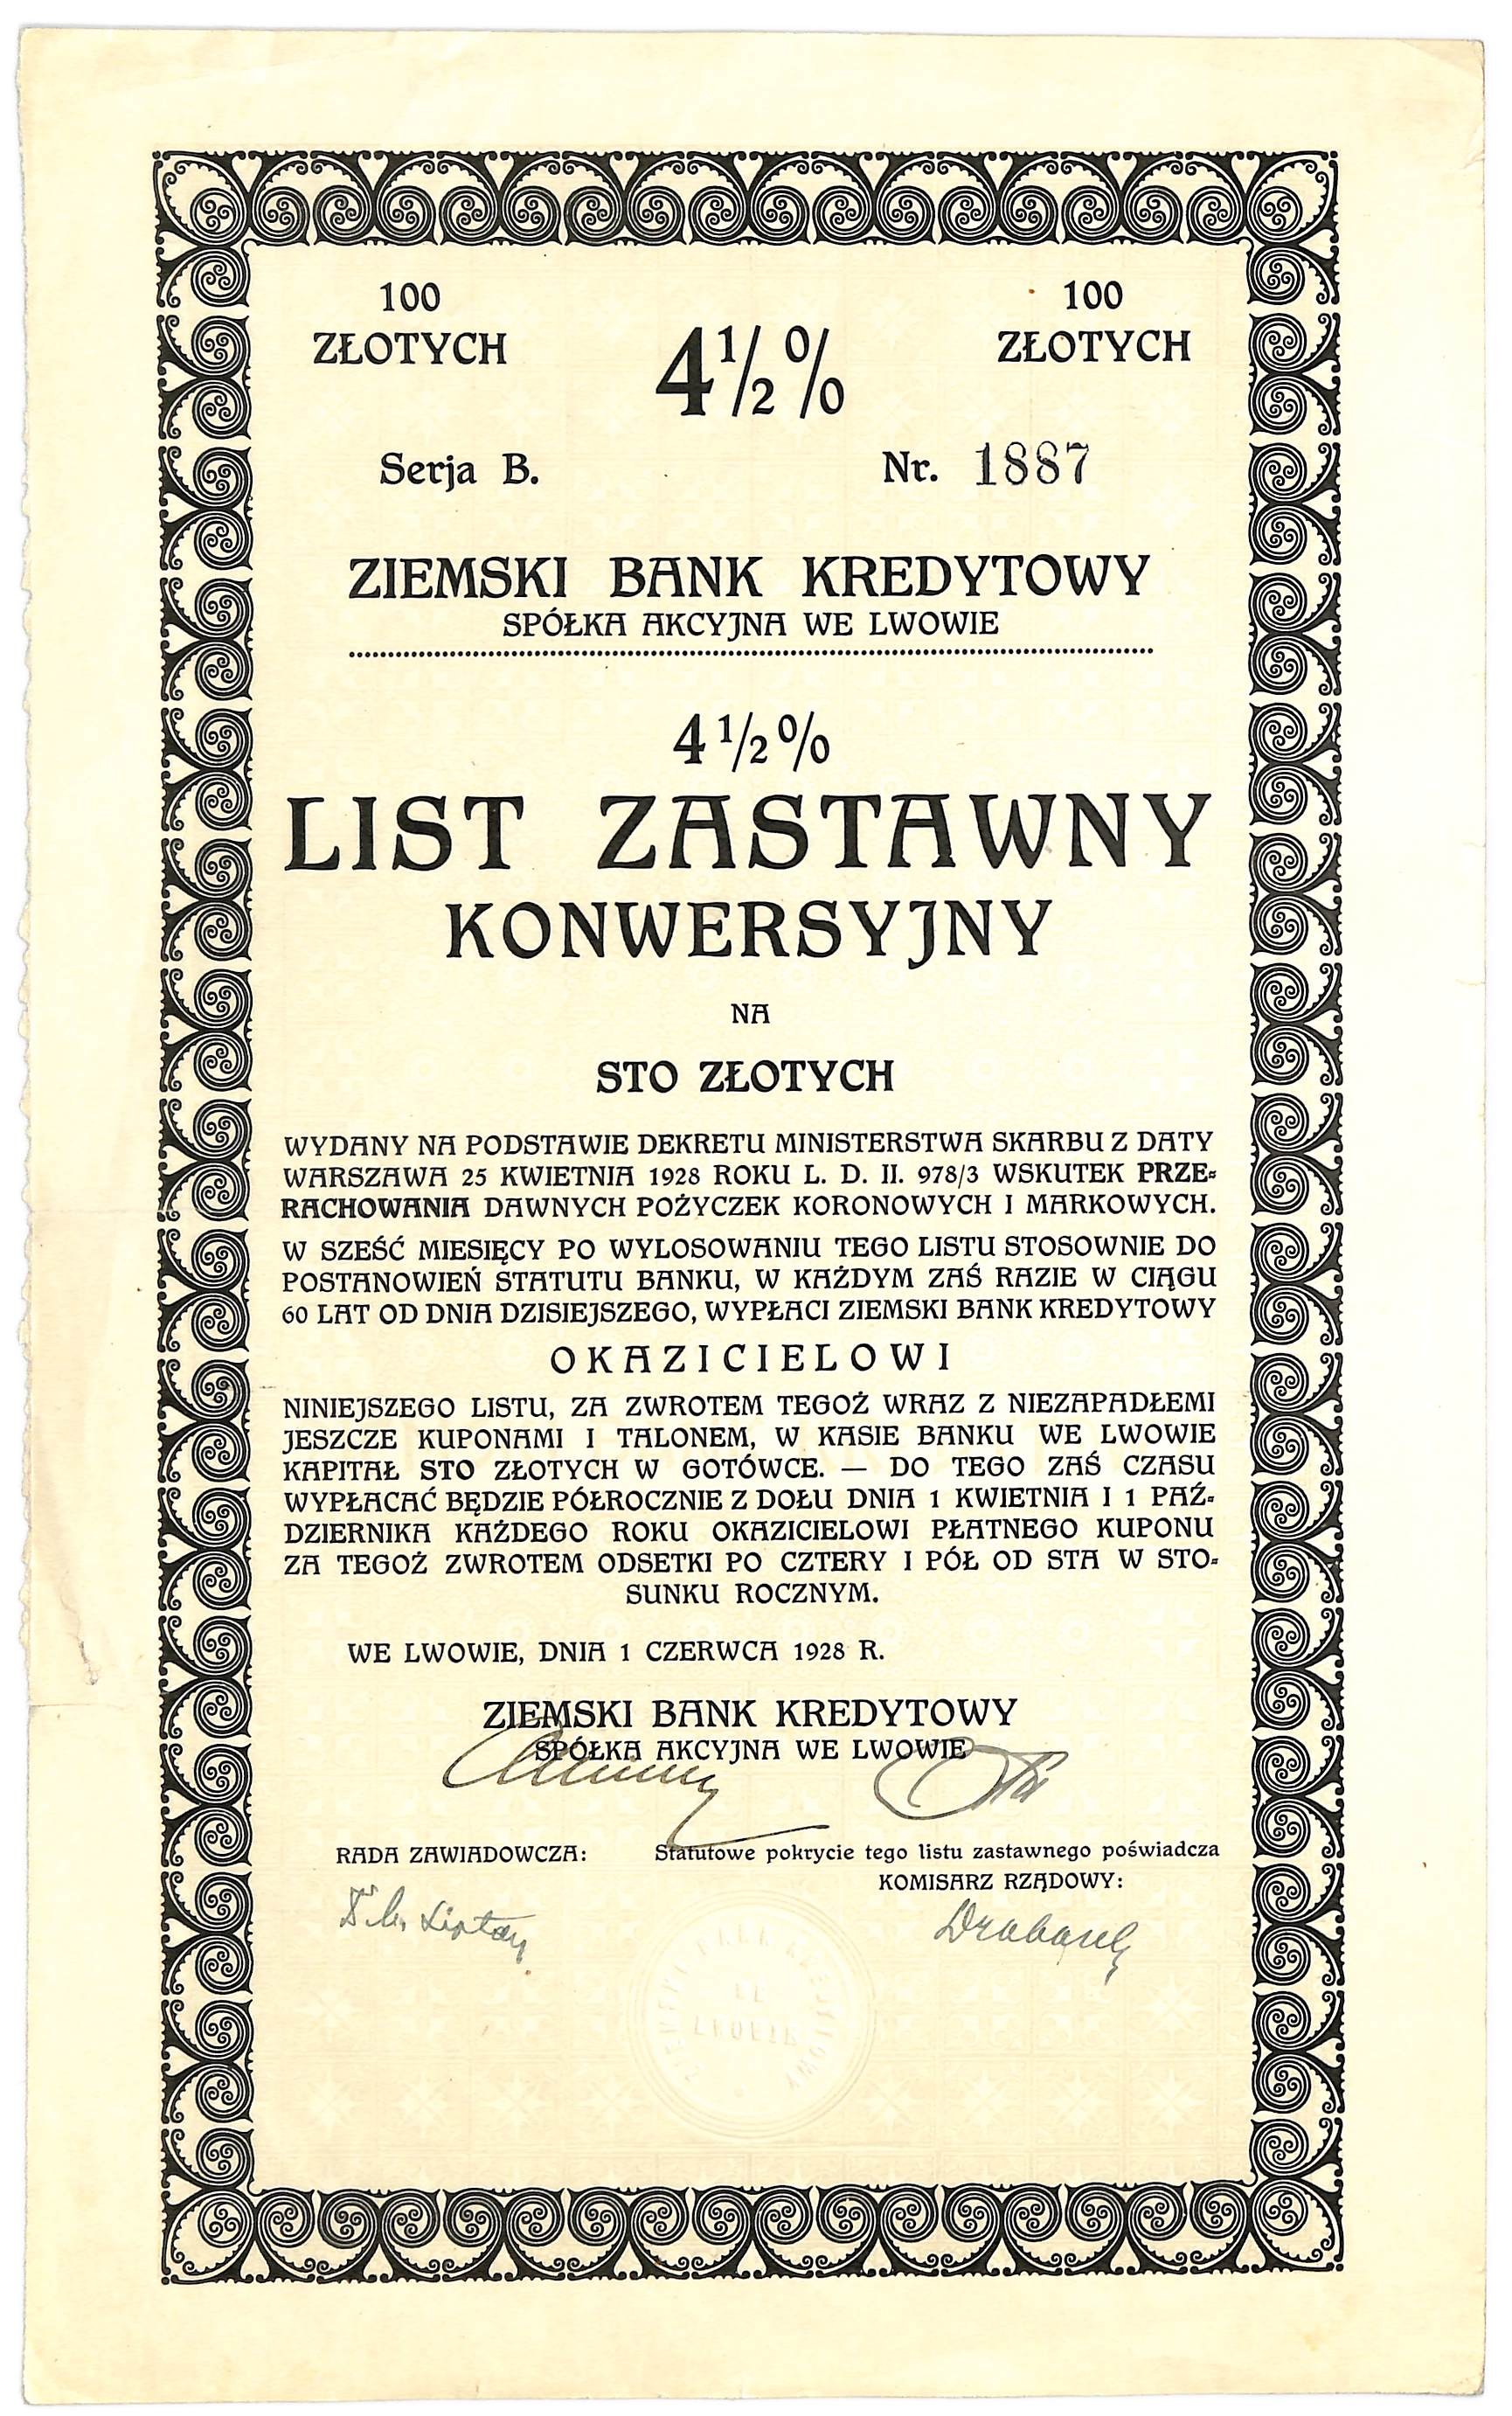 100
ZŁOTYCH
4½%
100
ZŁOTYCH
Serja B.
Nr. 1887
ZIEMSKI BANK KREDYTOWY
SPÓŁKA AKCYJNA WE LWOWIE
4½%
LIST ZASTAWNY
KONWERSYJNY
NA
STO ZŁOTYCH
WYDANY NA PODSTAWIE DEKRETU MINISTERSTWA SKARBU Z DATY
WARSZAWA 25 KWIETNIA 1928 ROKU L. D. II. 978/3 WSKUTEK PRZE-
RACHOWANIA DAWNYCH POŻYCZEK KORONOWYCH I MARKOWYCH.
W SZEŚĆ MIESIĘCY PO WYLOSOWANIU TEGO LISTU STOSOWNIE DO
POSTANOWIEŃ STATUTU BANKU, W KAŻDYM ZAŚ RAZIE W CIĄGU
60 LAT OD DNIA DZISIEJSZEGO, WYPŁACI ZIEMSKI BANK KREDYTOWY
OKAZICIELOWI
NINIEJSZEGO LISTU, ZA ZWROTEM TEGOŻ WRAZ Z NIEZAPADŁEMI
JESZCZE KUPONAMI I TALONEM, W KASIE BANKU WE LWOWIE
KAPITAŁ STO ZŁOTYCH W GOTÓWCE. — DO TEGO ZAŚ CZASU
WYPŁACAĆ BĘDZIE PÓŁROCZNIE Z DOŁU DNIA 1 KWIETNIA I 1 PAŹ-
DZIERNIKA KAŻDEGO ROKU OKAZICIELOWI PŁATNEGO KUPONU
ZA TEGOŻ ZWROTEM ODSETKI PO CZTERY I PÓŁ OD STA W STO-
SUNKU ROCZNYM.
WE LWOWIE, DNIA 1 CZERWCA 1928 R.
ZIEMSKI BANK KREDYTOWY
SPÓŁKA AKCYJNA WE LWOWIE
RADA ZAWIADOWCZA:
Statutowe pokrycie tego listu zastawnego poświadcza
KOMISARZ RZĄDOWY: